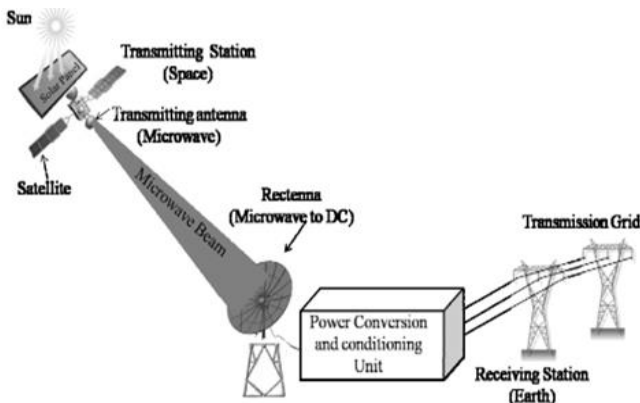 Sun
Solar Panel
Transmitting Station
(Space)
Transmitting antenna
(Microwave)
Satellite
Microwave Beam
Rectenna
(Microwave to DC)
Transmission Grid
Power Conversion
and conditioning
Unit
Receiving Station
(Earth)